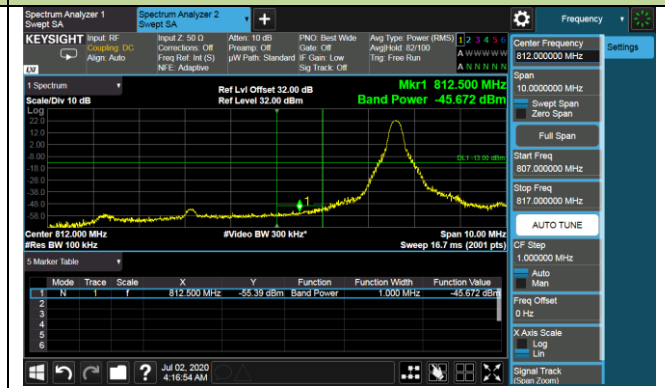 Spectrum Analyzer 1
Swept SA
Spectrum Analyzer 2
Swept SA
+
Frequency
KEYSIGHT
Input: RF
Coupling: DC
Align: Auto
Input Z: 50 Ω
Corrections: Off
Freq Ref: Int (S)
NFE: Adaptive
Atten: 10 dB
Preamp: Off
µW Path: Standard
PNO: Best Wide
Gate: Off
IF Gain: Low
Sig Track: Off
Avg Type: Power (RMS)
Avg|Hold: 82/100
Trig: Free Run
1 2 3 4 5 6
A W W W W W
A N N N N N
LXI
Center Frequency
812.000000 MHz
Settings
Span
10.0000000 MHz
Swept Span
Zero Span
Full Span
Start Freq
807.000000 MHz
Stop Freq
817.000000 MHz
AUTO TUNE
CF Step
1.000000 MHz
Auto
Man
Freq Offset
0 Hz
X Axis Scale
Log
Lin
Signal Track
(Span Zoom)
1 Spectrum
Scale/Div 10 dB
Log
Ref Lvl Offset 32.00 dB
Ref Level 32.00 dBm
Mkr1 812.500 MHz
Band Power -45.672 dBm
22.0
12.0
2.00
-8.00
-18.0
-28.0
-38.0
-48.0
-58.0
DL1 -13.00 dBm
1
Center 812.000 MHz
#Res BW 100 kHz
#Video BW 300 kHz*
Span 10.00 MHz
Sweep 16.7 ms (2001 pts)
5 Marker Table
Mode Trace Scale X Y Function Function Width Function Value
1 N 1 f 812.500 MHz -55.39 dBm Band Power 1.000 MHz -45.672 dBm
2
3
4
5
6
?
Jul 02, 2020
4:16:54 AM